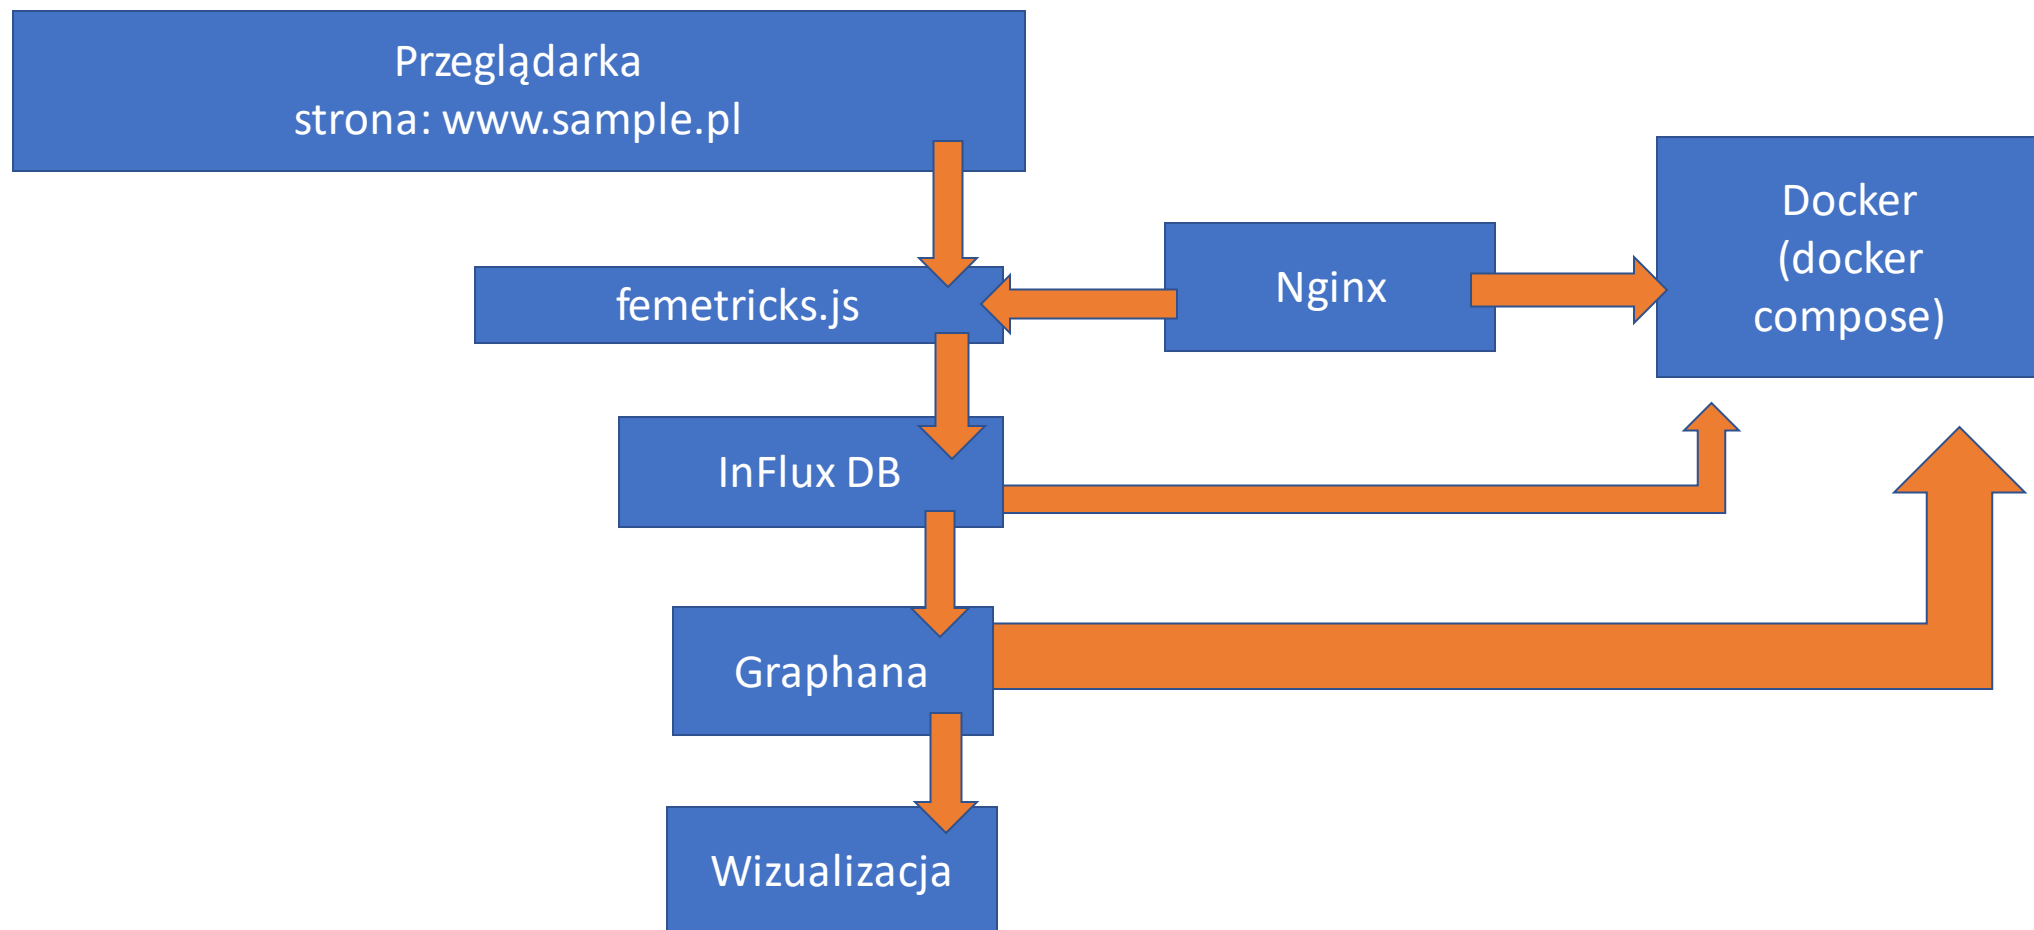 Przeglądarka
strona: www.sample.pl
Docker
(docker
compose)
Nginx
femetricks.js
InFlux DB
Graphana
Wizualizacja